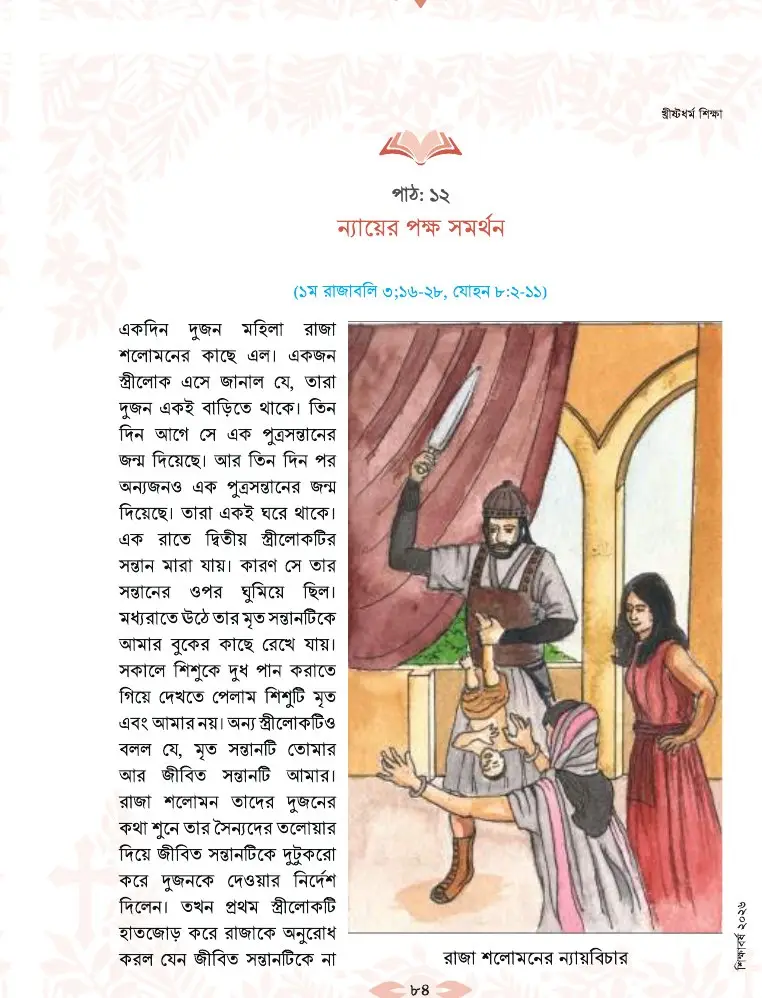 খ্রীষ্টধর্ম শিক্ষা
পাঠ: ১২
ন্যায়ের পক্ষ সমর্থন
(১ম রাজাবলি ৩;১৬-২৮, যোহন ৮:২-১১)
একদিন দুজন মহিলা রাজা
শলোমনের কাছে এল। একজন
স্ত্রীলোক এসে জানাল যে, তারা
দুজন একই বাড়িতে থাকে। তিন
দিন আগে সে এক পুত্রসন্তানের
জন্ম দিয়েছে। আর তিন দিন পর
অন্যজনও এক পুত্রসন্তানের জন্ম
দিয়েছে। তারা একই ঘরে থাকে।
এক রাতে দ্বিতীয় স্ত্রীলোকটির
সন্তান মারা যায়। কারণ সে তার
সন্তানের ওপর ঘুমিয়ে ছিল।
মধ্যরাতে ঊঠে তার মৃত সন্তানটিকে
আমার বুকের কাছে রেখে যায়।
সকালে শিশুকে দুধ পান করাতে
গিয়ে দেখতে পেলাম শিশুটি মৃত
এবং আমার নয়। অন্য স্ত্রীলোকটিও
বলল যে, মৃত সন্তানটি তোমার
আর জীবিত সন্তানটি আমার।
রাজা শলোমন তাদের দুজনের
কথা শুনে তার সৈন্যদের তলোয়ার
দিয়ে জীবিত সন্তানটিকে দুটুকরো
করে দুজনকে দেওয়ার নির্দেশ
দিলেন। তখন প্রথম স্ত্রীলোকটি
হাতজোড় করে রাজাকে অনুরোধ
করল যেন জীবিত সন্তানটিকে না
রাজা শলোমনের ন্যায়বিচার
শিক্ষাবর্ষ ২০২৬
৮৪